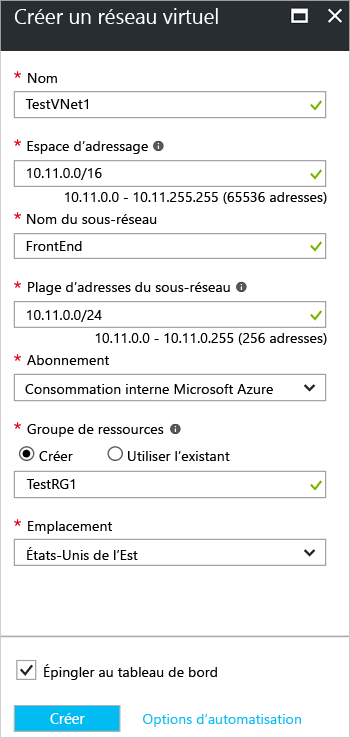 Créer un réseau virtuel
* Nom
TestVNet1
* Espace d'adressage
10.11.0.0/16
10.11.0.0 - 10.11.255.255 (65536 adresses)
* Nom du sous-réseau
FrontEnd
* Plage d'adresses du sous-réseau
10.11.0.0/24
10.11.0.0 - 10.11.0.255 (256 adresses)
* Abonnement
Consommation interne Microsoft Azure
* Groupe de ressources
Créer Utiliser l'existant
TestRG1
* Emplacement
États-Unis de l'Est
Épingler au tableau de bord
Créer Options d'automatisation